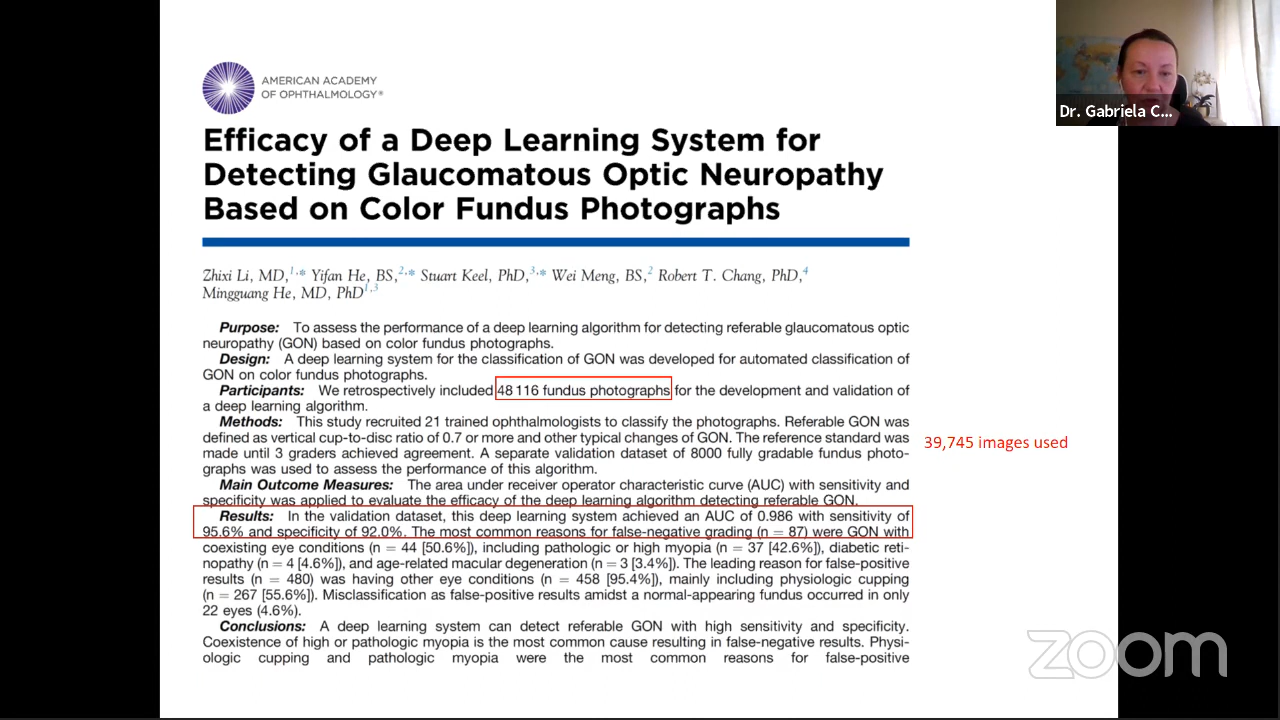 AMERICAN ACADEMY
OF OPHTHALMOLOGY®
Dr. Gabriela C...
Efficacy of a Deep Learning System for
Detecting Glaucomatous Optic Neuropathy
Based on Color Fundus Photographs
Zhixi Li, MD,1,* Yifan He, BS,2,* Stuart Keel, PhD,3,* Wei Meng, BS,2 Robert T. Chang, PhD,4
Mingguang He, MD, PhD1,3
Purpose: To assess the performance of a deep learning algorithm for detecting referable glaucomatous optic
neuropathy (GON) based on color fundus photographs.
Design: A deep learning system for the classification of GON was developed for automated classification of
GON on color fundus photographs.
Participants: We retrospectively included 48 116 fundus photographs for the development and validation of
a deep learning algorithm.
Methods: This study recruited 21 trained ophthalmologists to classify the photographs. Referable GON was
defined as vertical cup-to-disc ratio of 0.7 or more and other typical changes of GON. The reference standard was
made until 3 graders achieved agreement. A separate validation dataset of 8000 fully gradable fundus photo-
graphs was used to assess the performance of this algorithm.
39,745 images used
Main Outcome Measures: The area under receiver operator characteristic curve (AUC) with sensitivity and
specificity was applied to evaluate the efficacy of the deep learning algorithm detecting referable GON.
Results: In the validation dataset, this deep learning system achieved an AUC of 0.986 with sensitivity of
95.6% and specificity of 92.0%. The most common reasons for false-negative grading (n = 87) were GON with
coexisting eye conditions (n = 44 [50.6%]), including pathologic or high myopia (n = 37 [42.6%]), diabetic reti-
nopathy (n = 4 [4.6%]), and age-related macular degeneration (n = 3 [3.4%]). The leading reason for false-positive
results (n = 480) was having other eye conditions (n = 458 [95.4%]), mainly including physiologic cupping
(n = 267 [55.6%]). Misclassification as false-positive results amidst a normal-appearing fundus occurred in only
22 eyes (4.6%).
Conclusions: A deep learning system can detect referable GON with high sensitivity and specificity.
Coexistence of high or pathologic myopia is the most common cause resulting in false-negative results. Physi-
ologic cupping and pathologic myopia were the most common reasons for false-positive
zoom